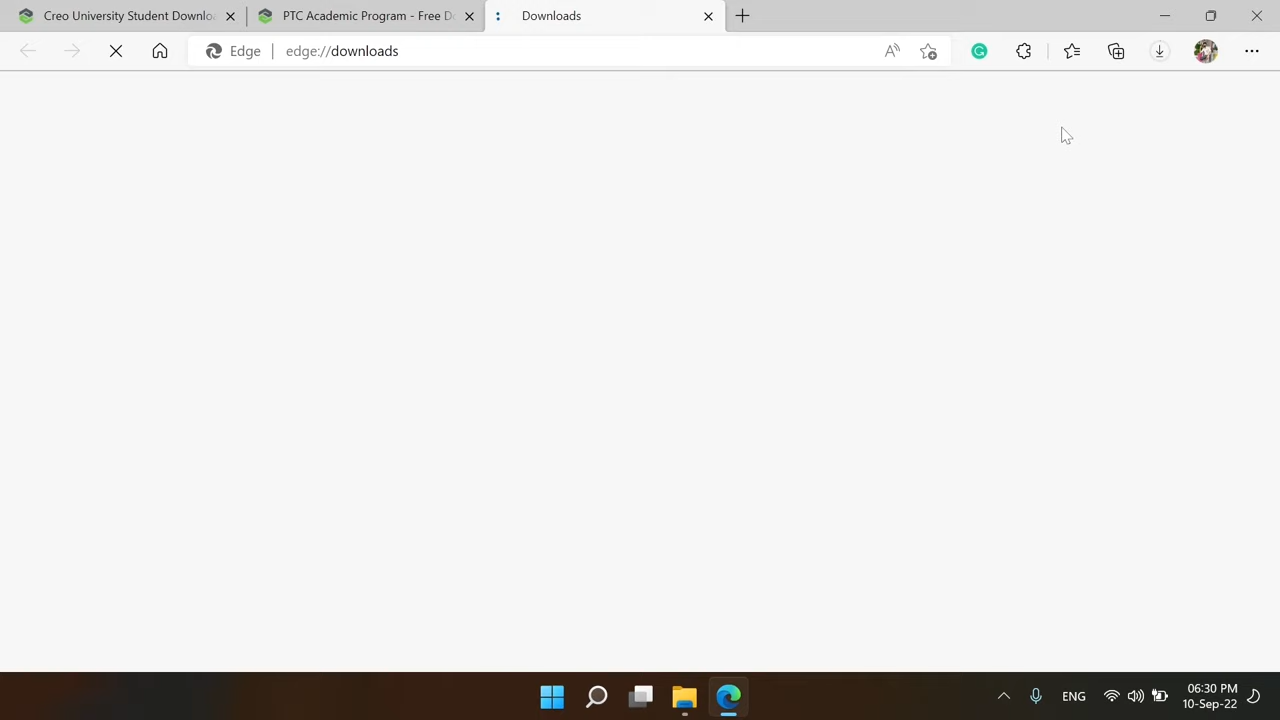 Creo University Student Downlo
PTC Academic Program - Free Do
Downloads
Edge
edge://downloads
ENG
06:30 PM
10-Sep-22